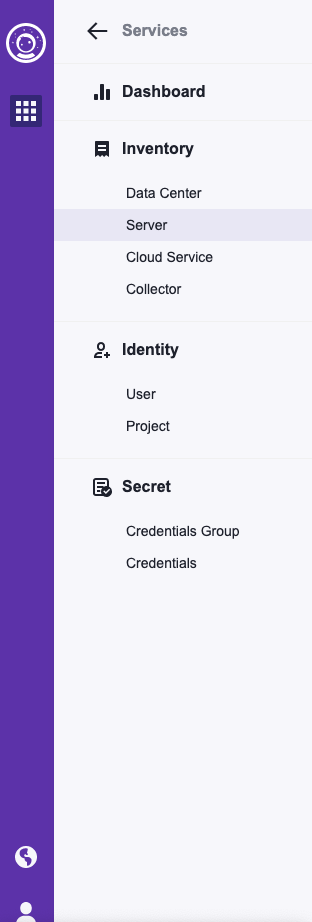 Services
Dashboard
Inventory
Data Center
Server
Cloud Service
Collector
Identity
User
Project
Secret
Credentials Group
Credentials